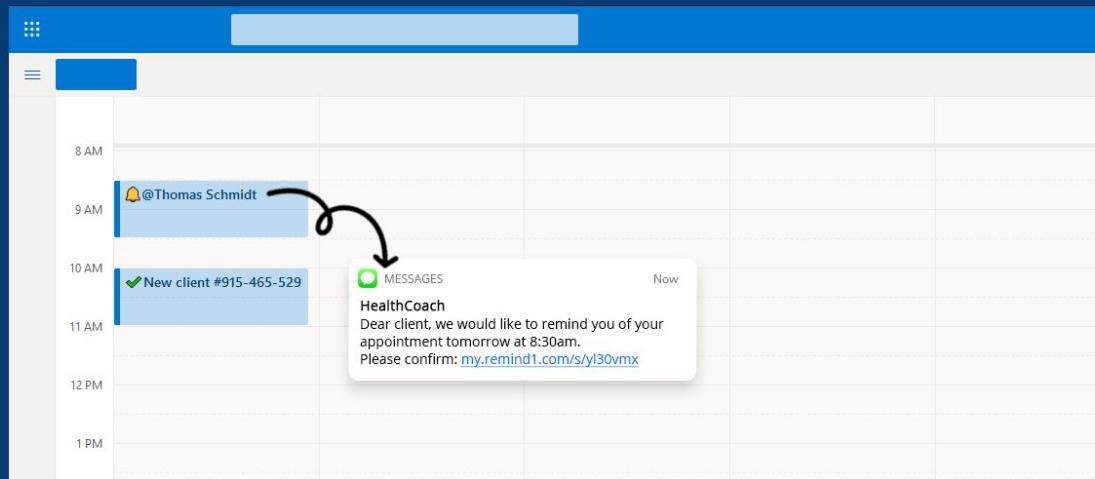 8 AM
🔔@Thomas Schmidt
9 AM
10 AM
✔New client #915-465-529
11 AM
12 PM
1 PM
MESSAGES Now
HealthCoach
Dear client, we would like to remind you of your
appointment tomorrow at 8:30am.
Please confirm: my.remind1.com/s/yl30vmx